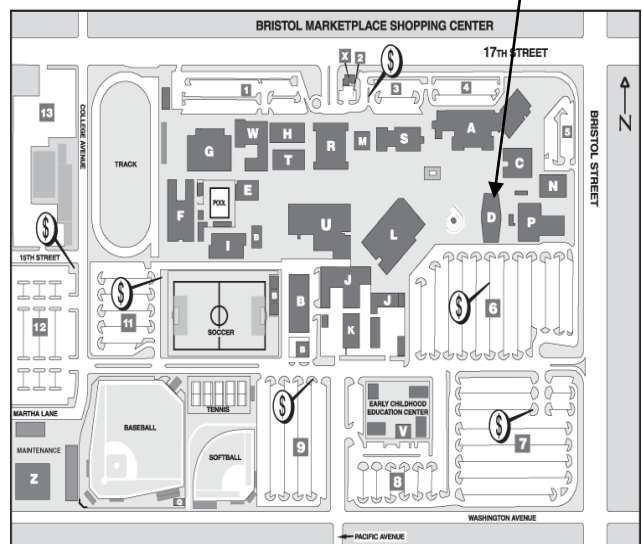 BRISTOL MARKETPLACE SHOPPING CENTER
17TH STREET
X 2
$
1
3
4
5
13
COLLEGE AVENUE
BRISTOL STREET
N
TRACK
G
W
H
T
R
M
S
A
C
N
F
POOL
E
I
B
U
L
D
P
15TH STREET
$
$
11
SOCCER
B
B
J
J
K
B
$
6
12
MARTHA LANE
MAINTENANCE
Z
BASEBALL
TENNIS
SOFTBALL
$
9
EARLY CHILDHOOD
EDUCATION CENTER
V
8
$
7
WASHINGTON AVENUE
PACIFIC AVENUE